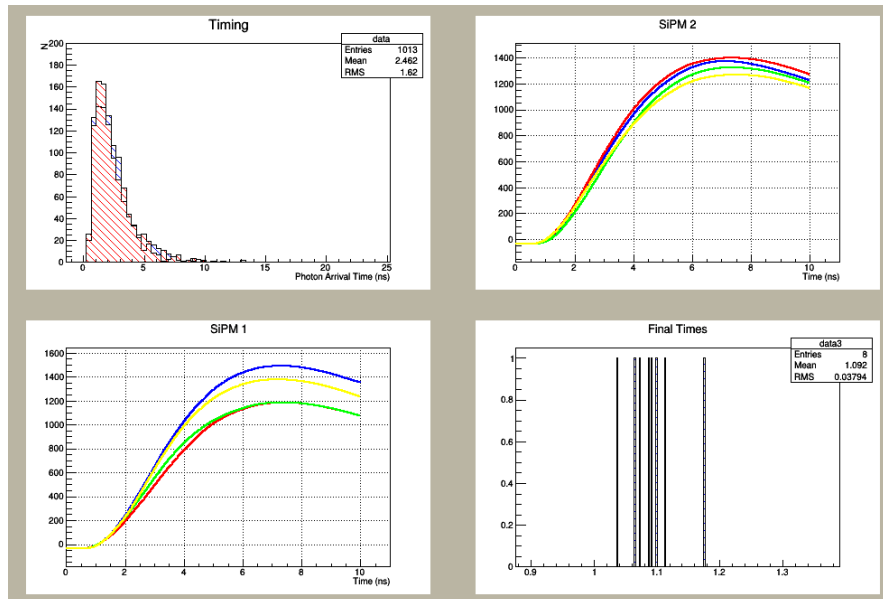 Timing
data
Entries 1013
Mean 2.462
RMS 1.62
N
200
180
160
140
120
100
80
60
40
20
0
0 5 10 15 20 25
Photon Arrival Time (ns)
SiPM 2
1400
1200
1000
800
600
400
200
0
0 2 4 6 8 10
Time (ns)
SiPM 1
1600
1400
1200
1000
800
600
400
200
0
0 2 4 6 8 10
Time (ns)
Final Times
data3
Entries 8
Mean 1.092
RMS 0.03794
1
0.8
0.6
0.4
0.2
0
0.9 1 1.1 1.2 1.3